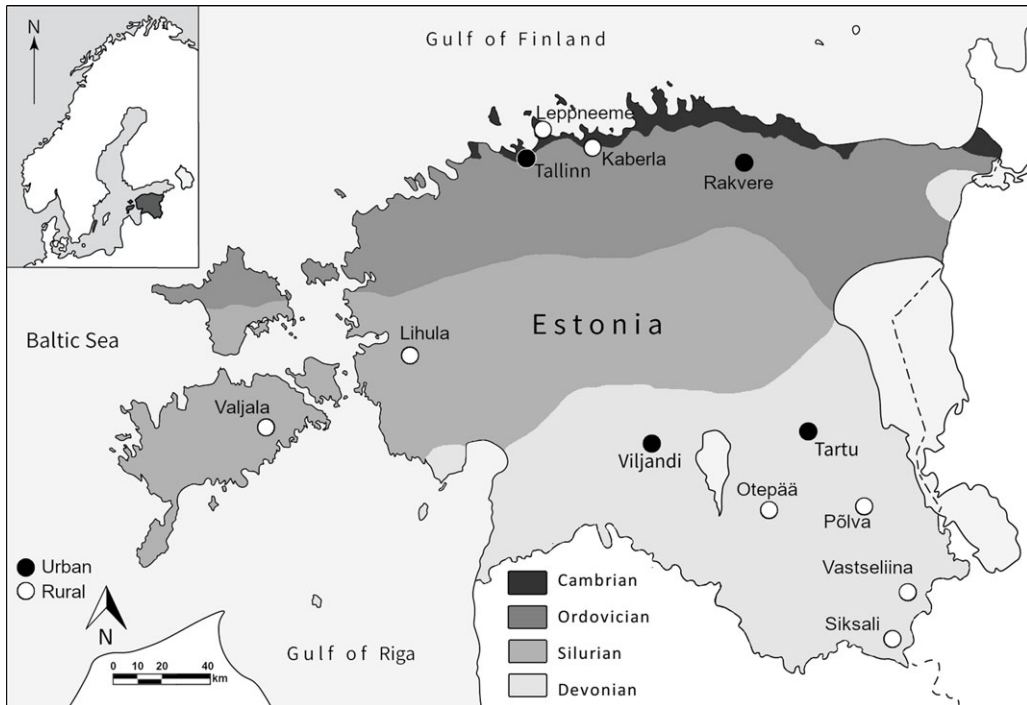 N
Gulf of Finland
Leppneeme
Kaberla
Tallinn
Rakvere
Baltic Sea
Lihula
Estonia
Valjala
Viljandi
Tartu
Otepää
Põlva
Urban
Rural
Vastseliina
Siksali
N
0 10 20 40
km
Gulf of Riga
Cambrian
Ordovician
Silurian
Devonian